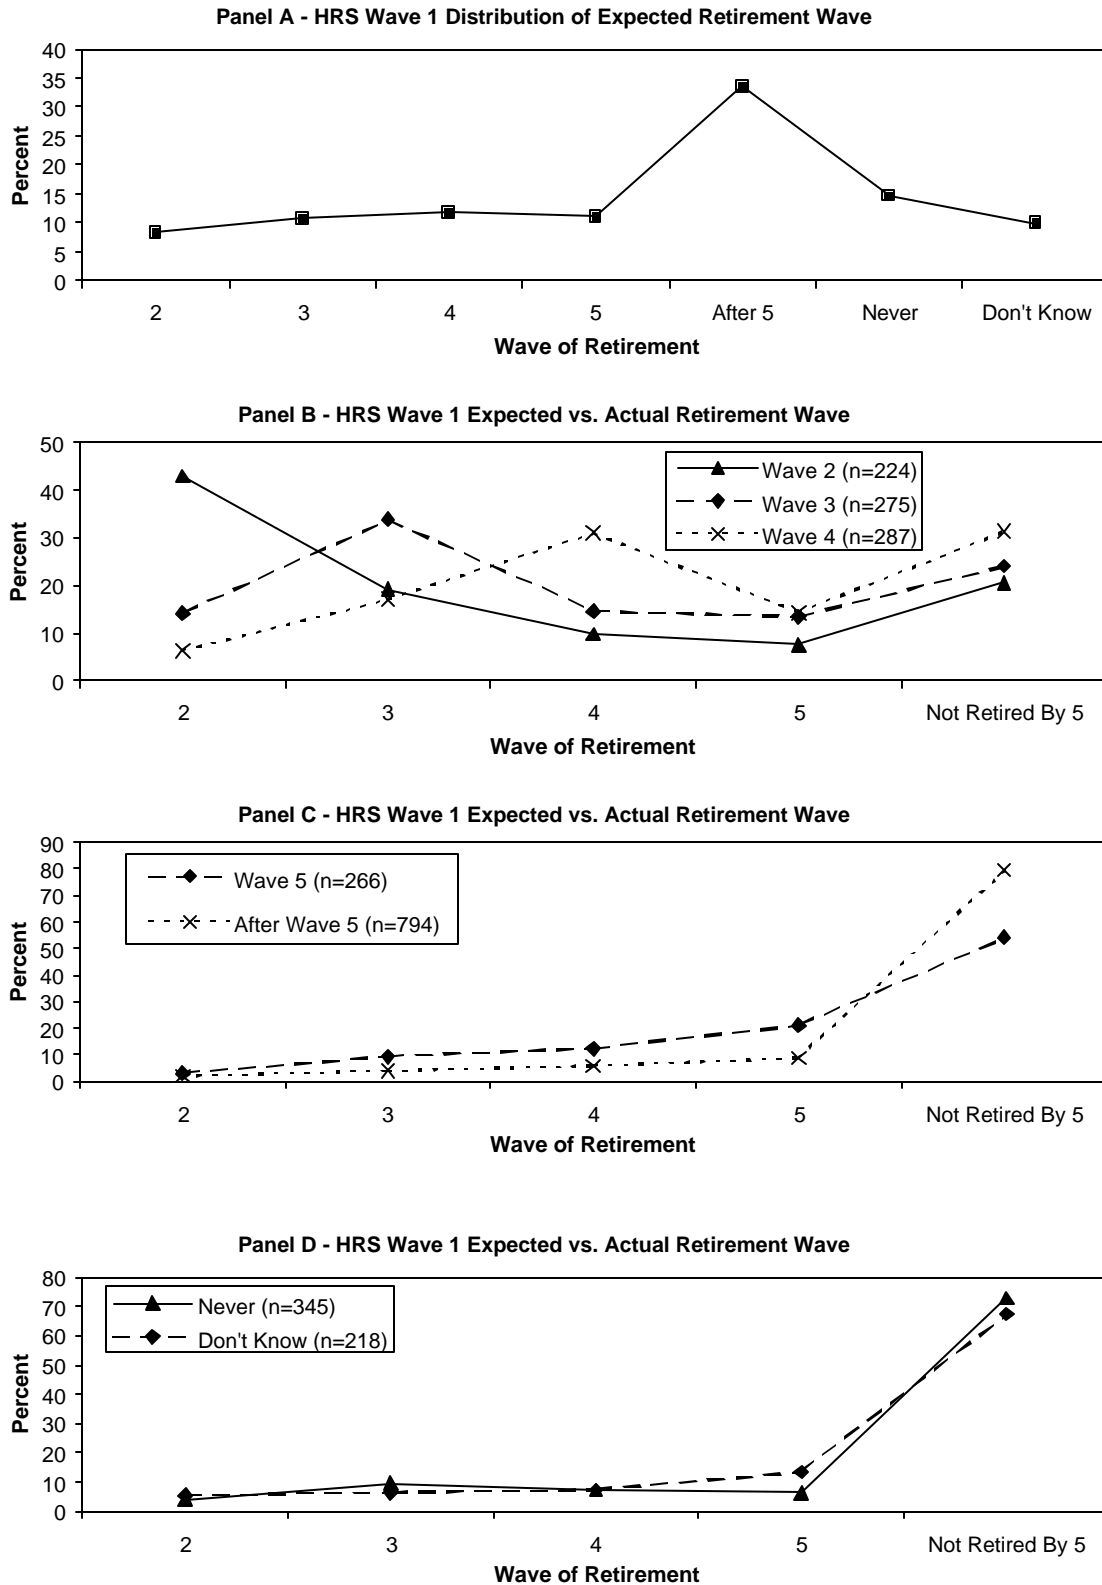 Panel A - HRS Wave 1 Distribution of Expected Retirement Wave
40
35
30
25
20
15
10
5
0
Percent
2 3 4 5 After 5 Never Don't Know
Wave of Retirement
Panel B - HRS Wave 1 Expected vs. Actual Retirement Wave
50
40
30
20
10
0
Percent
Wave 2 (n=224)
Wave 3 (n=275)
Wave 4 (n=287)
2 3 4 5 Not Retired By 5
Wave of Retirement
Panel C - HRS Wave 1 Expected vs. Actual Retirement Wave
90
80
70
60
50
40
30
20
10
0
Percent
Wave 5 (n=266)
After Wave 5 (n=794)
2 3 4 5 Not Retired By 5
Wave of Retirement
Panel D - HRS Wave 1 Expected vs. Actual Retirement Wave
80
70
60
50
40
30
20
10
0
Percent
Never (n=345)
Don't Know (n=218)
2 3 4 5 Not Retired By 5
Wave of Retirement